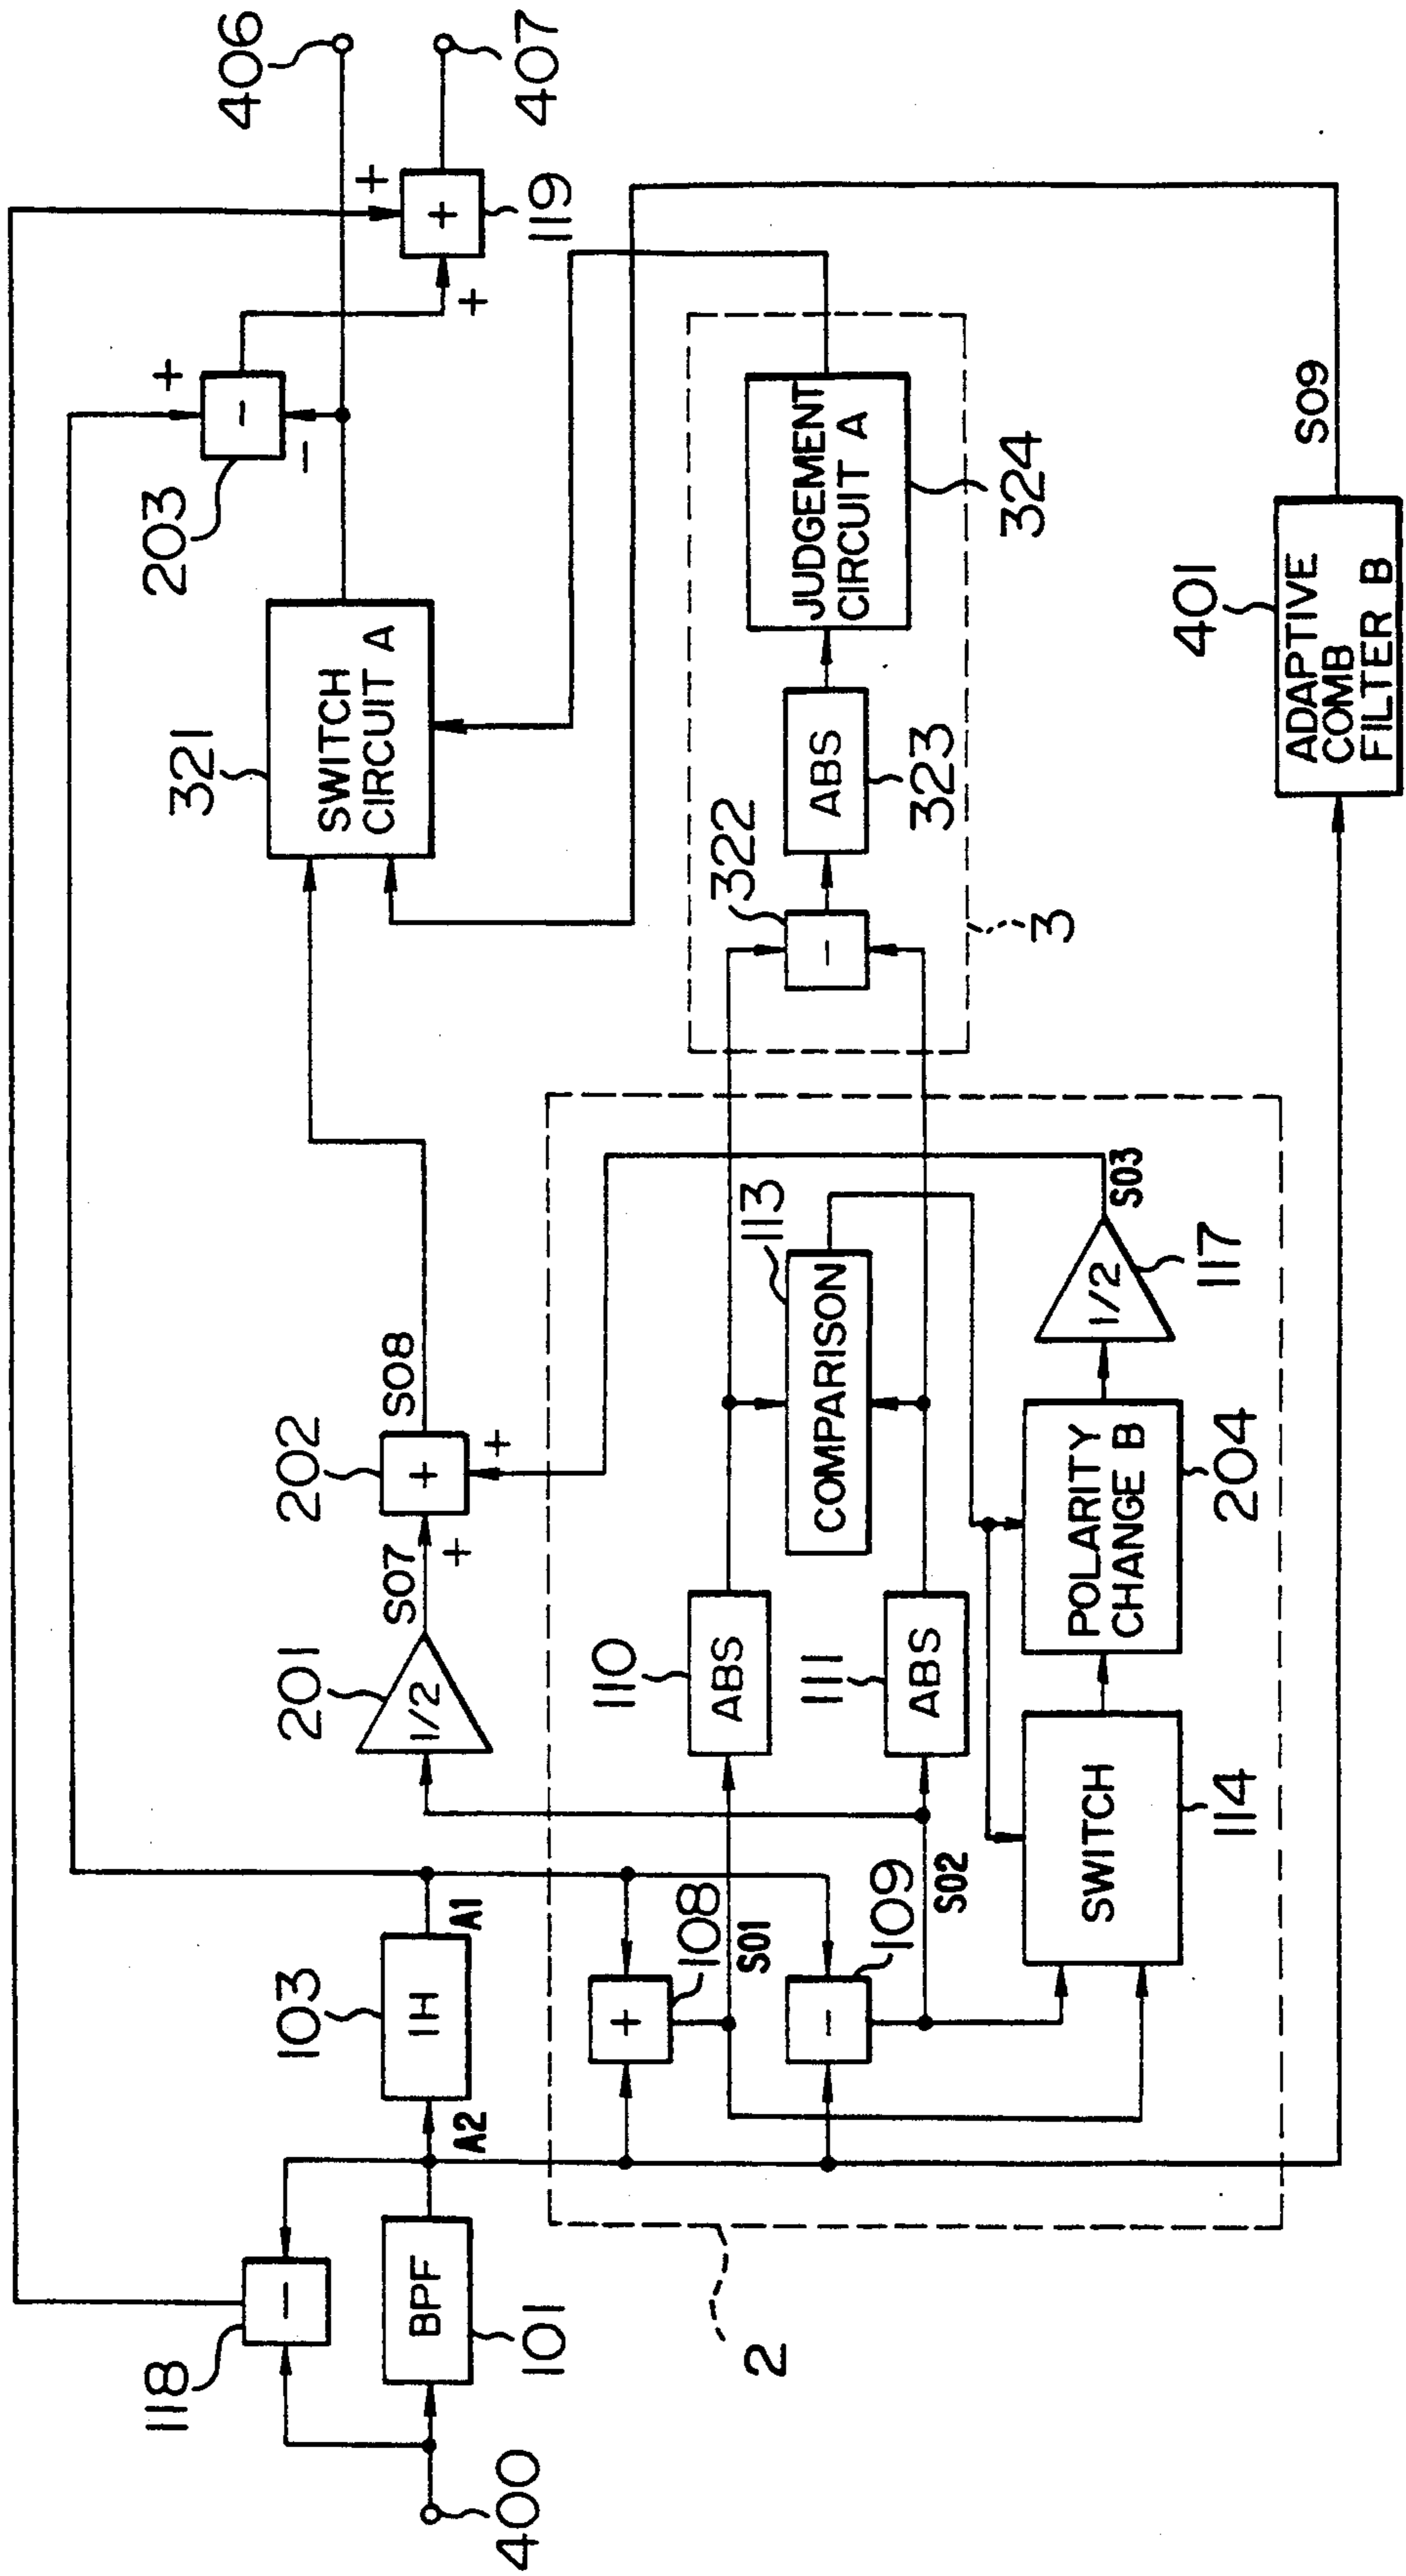 400
118
BPF
101
A2
1H
103
A1
201
1/2
S07
+
202
+
+
S08
321
SWITCH
CIRCUIT A
203
-
+
-
406
+
+
+
119
407
2
+
108
S01
-
109
S02
110
ABS
111
ABS
113
COMPARISON
SWITCH
114
POLARITY
CHANGE B
204
1/2
117
S03
322
-
ABS
323
JUDGEMENT
CIRCUIT A
324
3
401
ADAPTIVE
COMB
FILTER B
S09